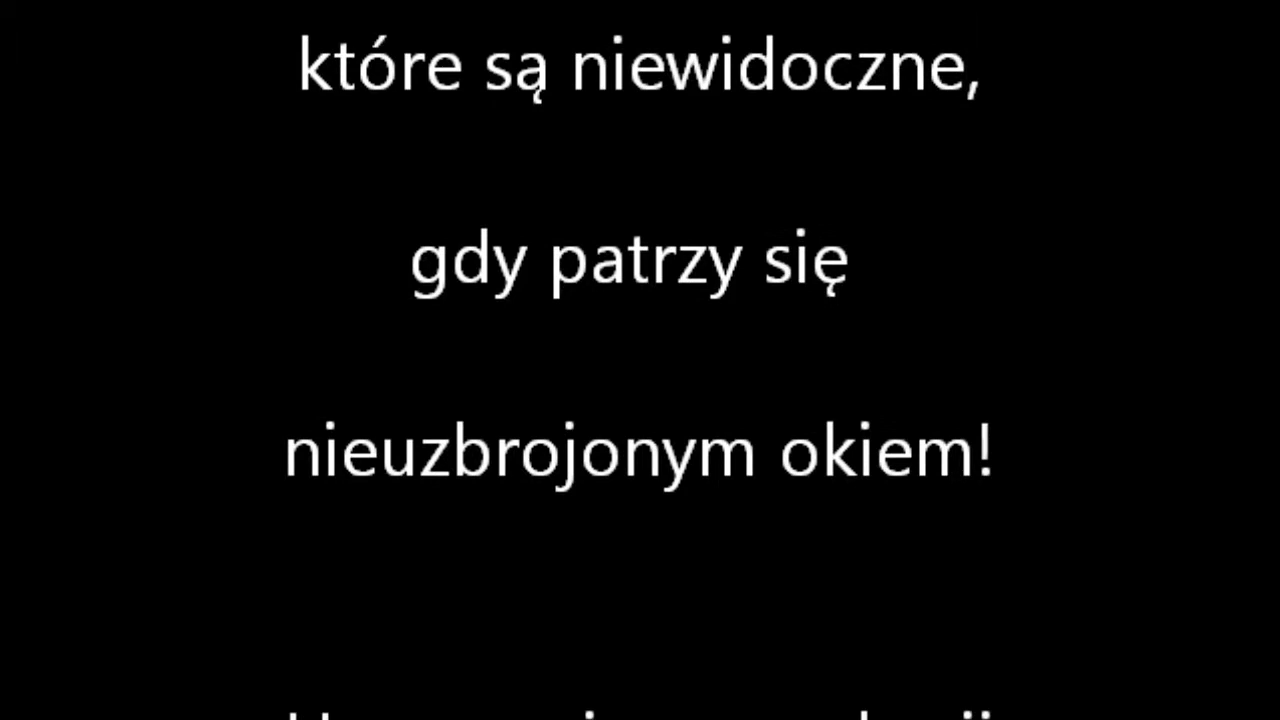 które są niewidoczne,
gdy patrzy się
nieuzbrojonym okiem!